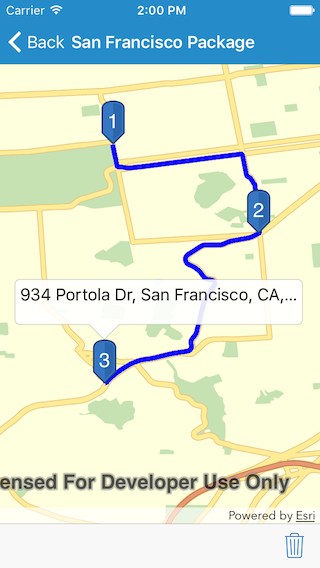 Carrier 2:00 PM
Back San Francisco Package
1
2
934 Portola Dr, San Francisco, CA,...
3
ensed For Developer Use Only
Powered by Esri